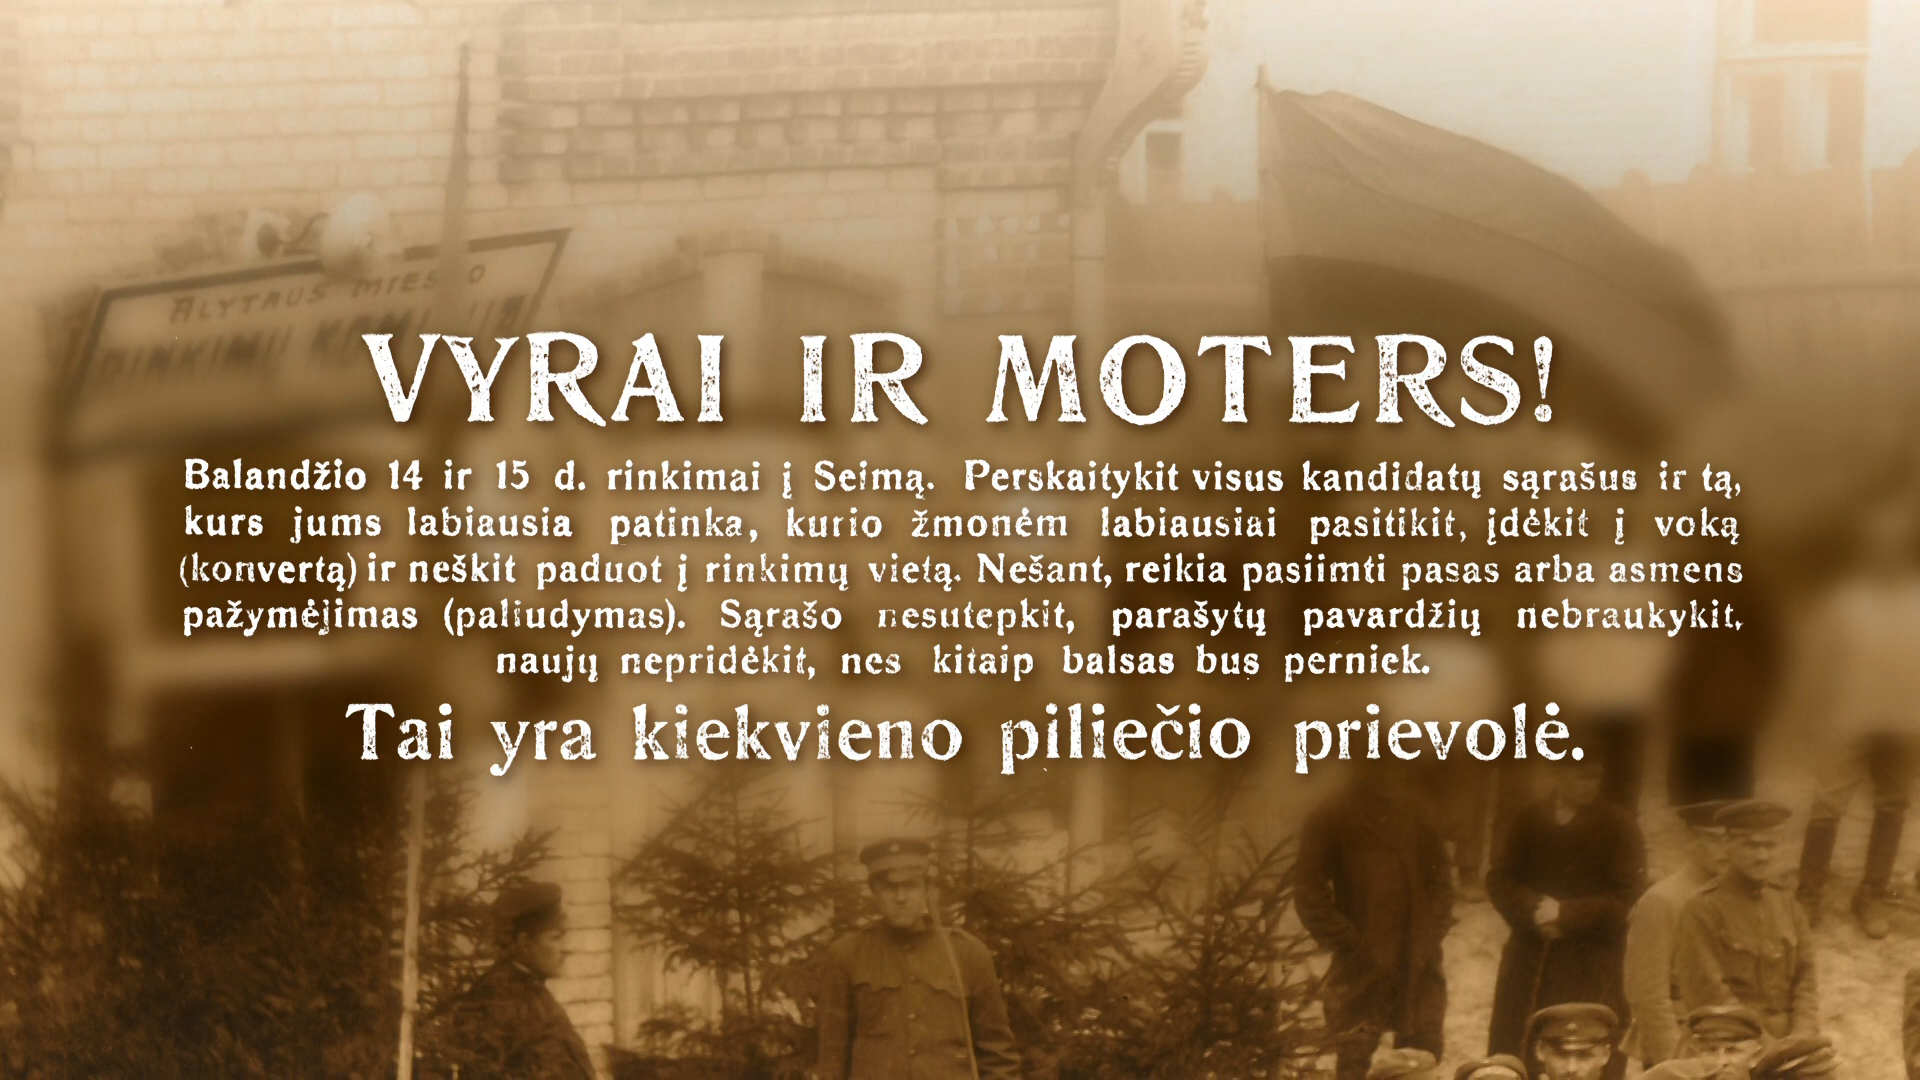 ALYTAUS MIESTO
RINKIMŲ
VYRAI IR MOTERS!
Balandžio 14 ir 15 d. rinkimai į Seimą. Perskaitykit visus kandidatų sąrašus ir tą,
kurs jums labiausia patinka, kurio žmonėm labiausiai pasitikit, įdėkit į voką
(konvertą) ir neškit paduot į rinkimų vietą. Nešant, reikia pasiimti pasas arba asmens
pažymėjimas (paliudymas). Sąrašo nesutepkit, parašytų pavardžių nebraukykit.
naujų nepridėkit, nes kitaip balsas bus perniek.
Tai yra kiekvieno piliečio prievolė.